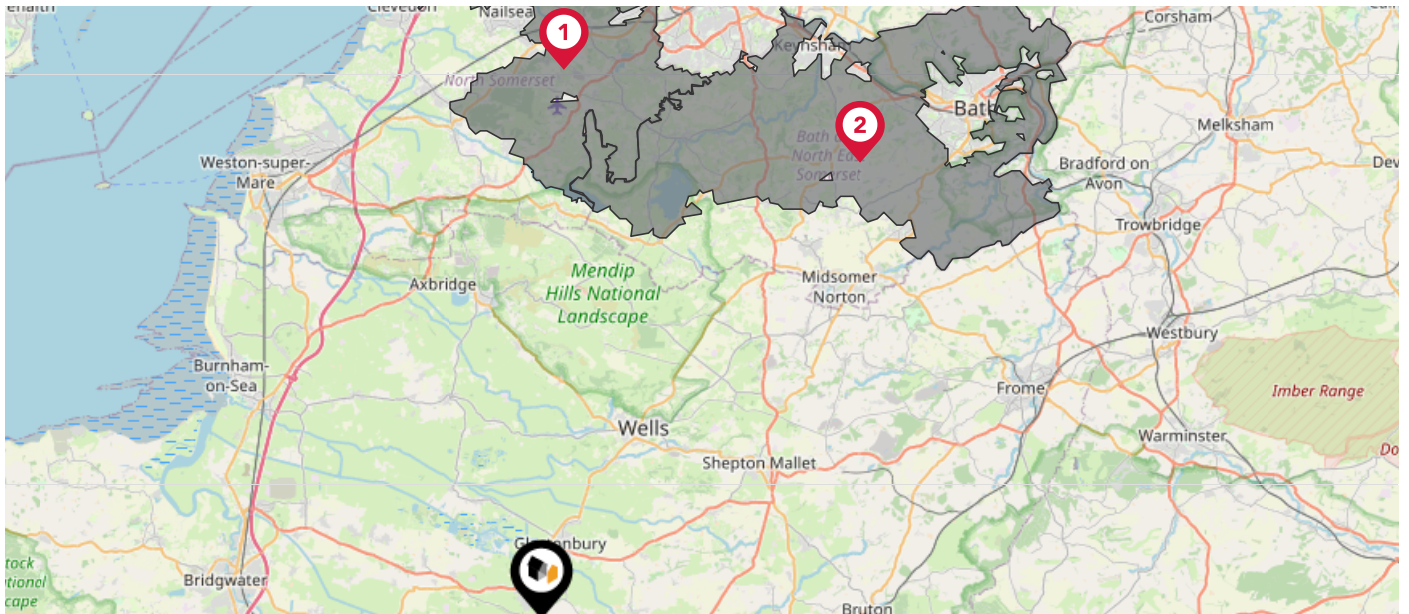 Clevedon
Nailsea
1
Corsham
Keynsham
North Somerset
Bath
2
Melksham
Bath
North East
Somerset
Weston-super-
Mare
Bradford on
Avon
Trowbridge
Mendip
Hills National
Landscape
Axbridge
Midsomer
Norton
Westbury
Burnham-
on-Sea
Frome
Imber Range
Wells
Warminster
Shepton Mallet
Glastonbury
Bridgwater
Bruton